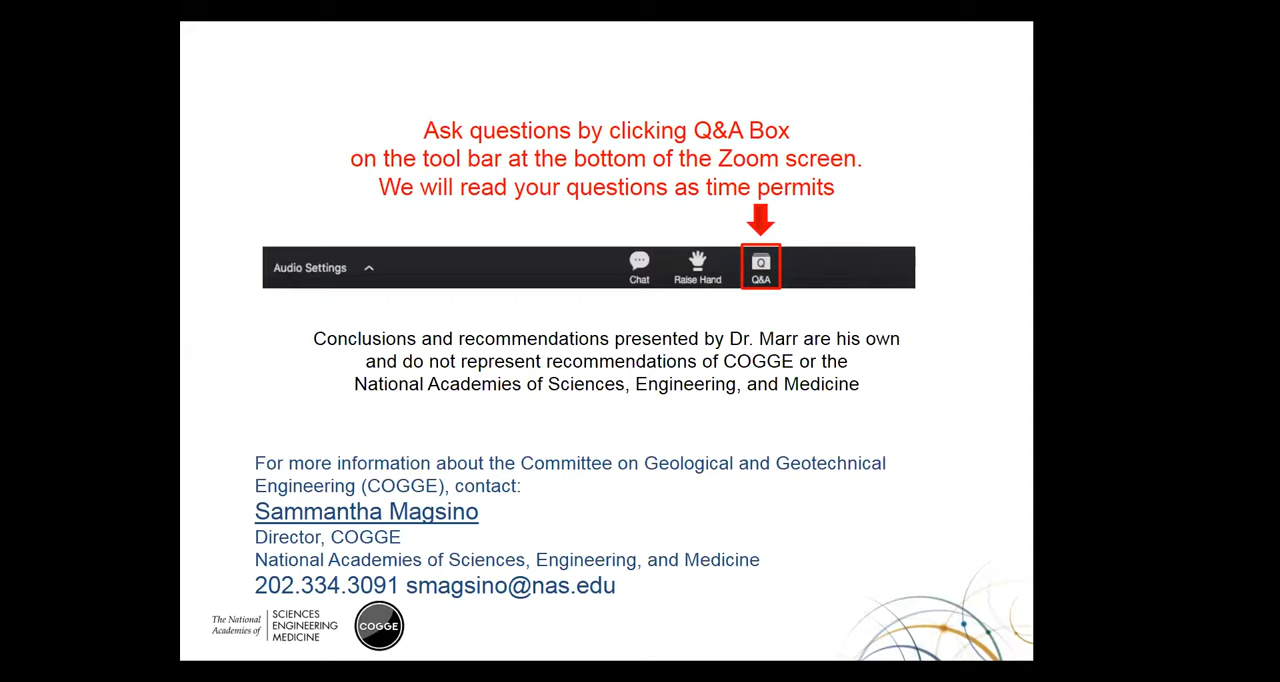 Ask questions by clicking Q&A Box
on the tool bar at the bottom of the Zoom screen.
We will read your questions as time permits
Audio Settings
Chat
Raise Hand
Q
Q&A
Conclusions and recommendations presented by Dr. Marr are his own
and do not represent recommendations of COGGE or the
National Academies of Sciences, Engineering, and Medicine
For more information about the Committee on Geological and Geotechnical
Engineering (COGGE), contact:
Sammantha Magsino
Director, COGGE
National Academies of Sciences, Engineering, and Medicine
202.334.3091 smagsino@nas.edu
The National
Academies of
SCIENCES
ENGINEERING
MEDICINE
COGGE